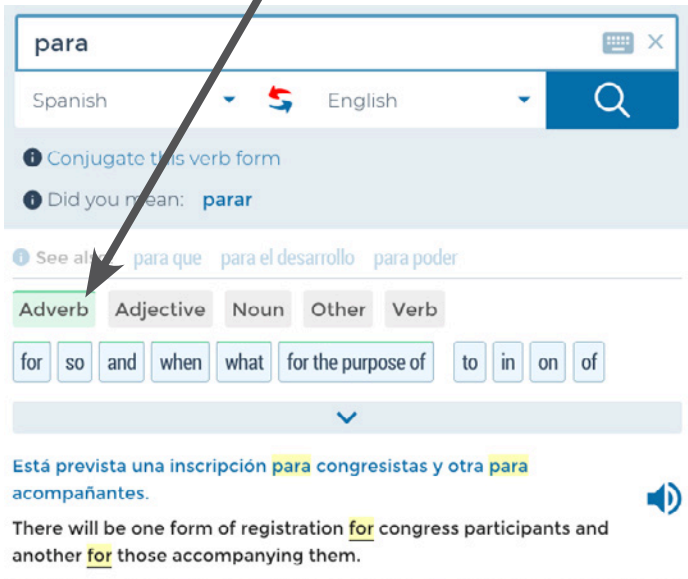 para
Spanish English
Conjugate this verb form
Did you mean: parar
See also para que para el desarrollo para poder
Adverb Adjective Noun Other Verb
for so and when what for the purpose of to in on of
Está prevista una inscripción para congresistas y otra para
acompañantes.
There will be one form of registration for congress participants and
another for those accompanying them.